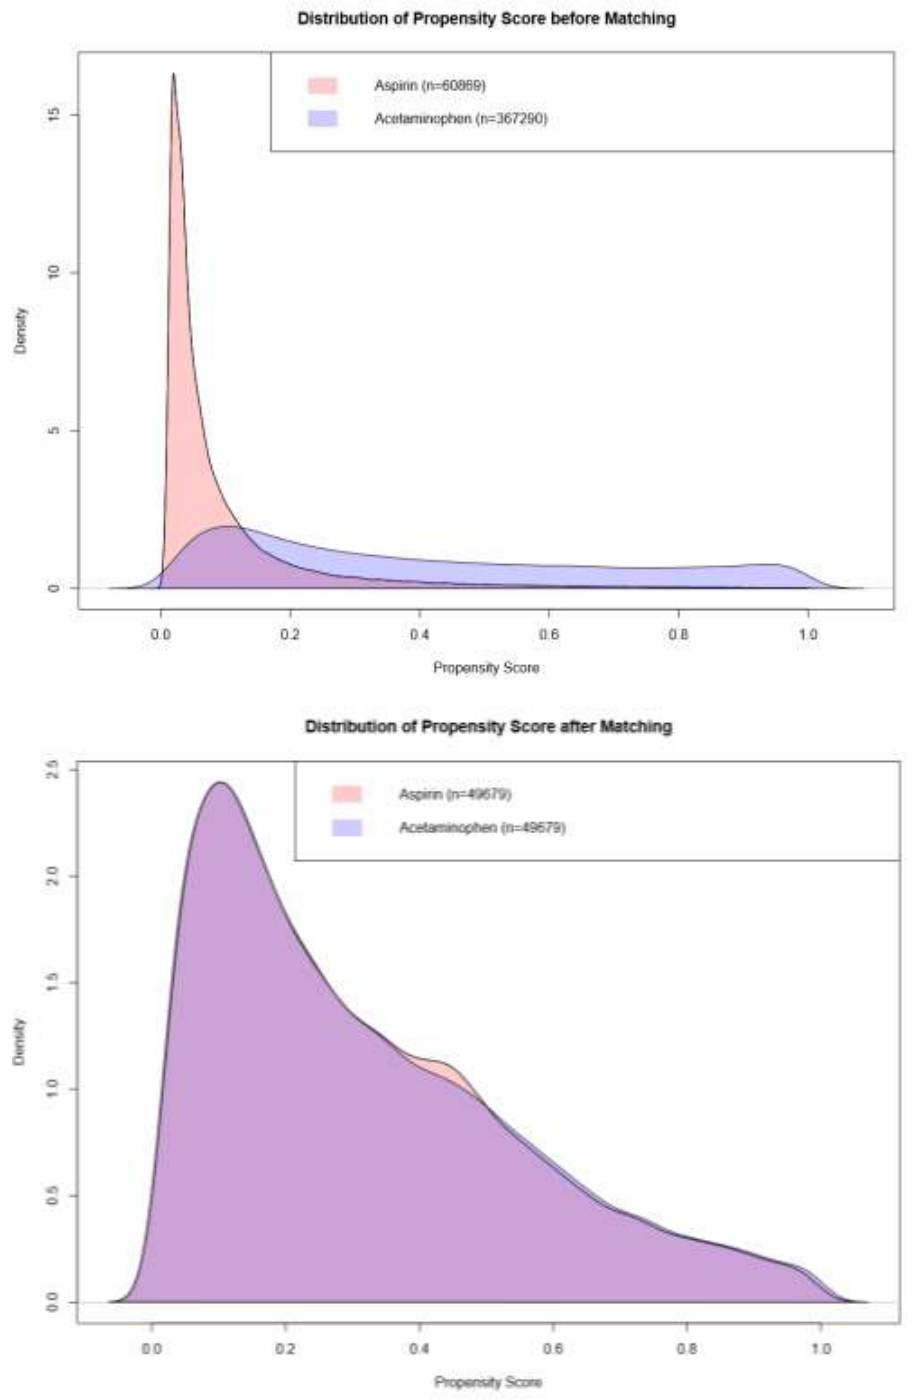 Distribution of Propensity Score before Matching
Aspirin (n=60869)
Acetaminophen (n=367290)
15
10
5
0
Density
0.0 0.2 0.4 0.6 0.8 1.0
Propensity Score
Distribution of Propensity Score after Matching
Aspirin (n=49679)
Acetaminophen (n=49679)
2.5
2.0
1.5
1.0
0.5
0.0
Density
0.0 0.2 0.4 0.6 0.8 1.0
Propensity Score